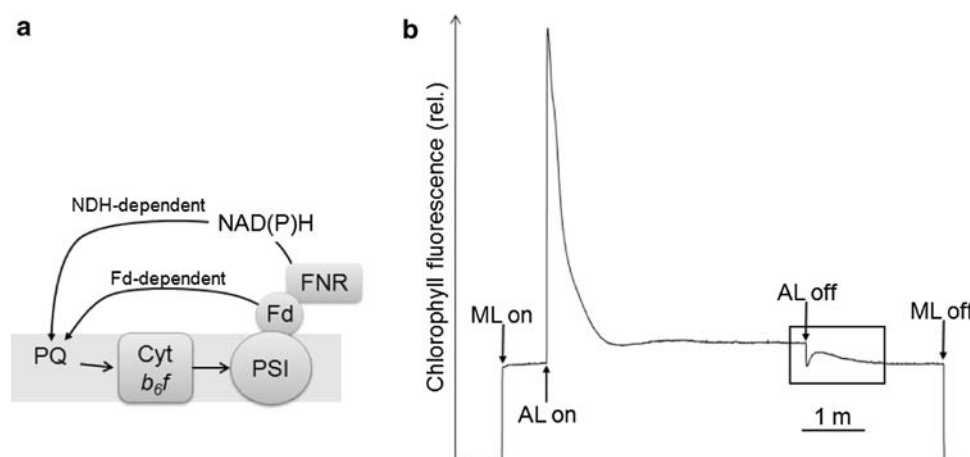 a
NDH-dependent
NAD(P)H
FNR
Fd-dependent
Fd
PQ
Cyt
b₆f
PSI
b
Chlorophyll fluorescence (rel.)
ML on
AL on
AL off
ML off
1 m